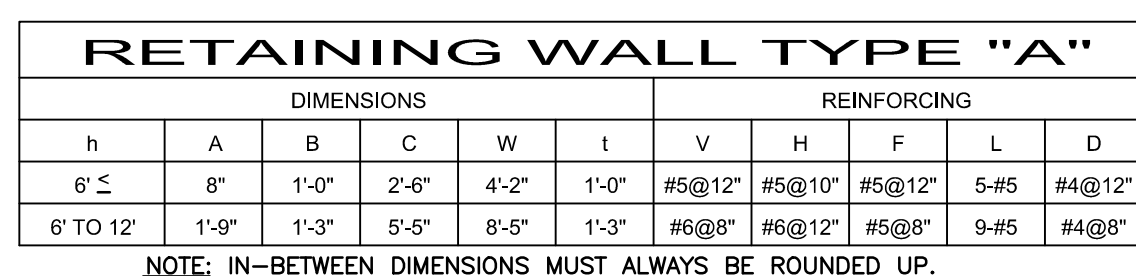 RETAINING WALL TYPE "A"
DIMENSIONS REINFORCING
h A B C W t V H F L D
6' ≤ 8" 1'-0" 2'-6" 4'-2" 1'-0" #5@12" #5@10" #5@12" 5-#5 #4@12"
6' TO 12' 1'-9" 1'-3" 5'-5" 8'-5" 1'-3" #6@8" #6@12" #5@8" 9-#5 #4@8"
NOTE: IN-BETWEEN DIMENSIONS MUST ALWAYS BE ROUNDED UP.